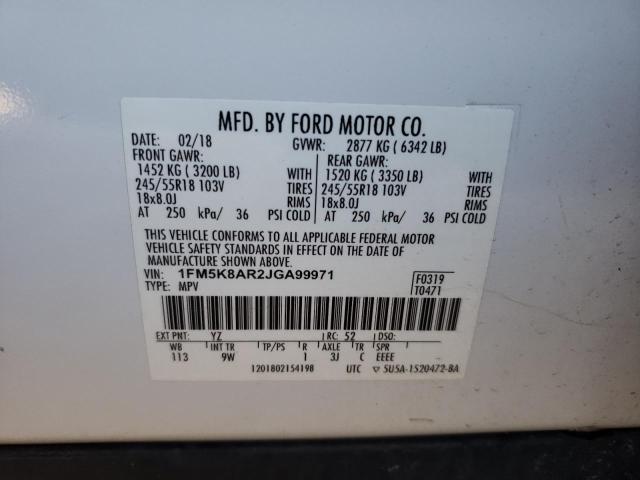 MFD. BY FORD MOTOR CO.
DATE: 02/18 GVWR: 2877 KG ( 6342 LB)
FRONT GAWR: REAR GAWR:
1452 KG ( 3200 LB) 1520 KG ( 3350 LB)
245/55R18 103V TIRES 245/55R18 103V TIRES
18x8.0J RIMS 18x8.0J RIMS
AT 250 kPa/ 36 PSI COLD AT 250 kPa/ 36 PSI COLD
THIS VEHICLE CONFORMS TO ALL APPLICABLE FEDERAL MOTOR
VEHICLE SAFETY STANDARDS IN EFFECT ON THE DATE OF
MANUFACTURE SHOWN ABOVE.
VIN: 1FM5K8AR2JGA99971 F0319
TYPE: MPV T0471
EXT PNT: YZ RC: 52 DSO:
WB INT TR TP/PS R AXLE TR SPR
113 9W 1 3J C EEEE
1201802154198 UTC ▽ 5U5A-1520472-BA